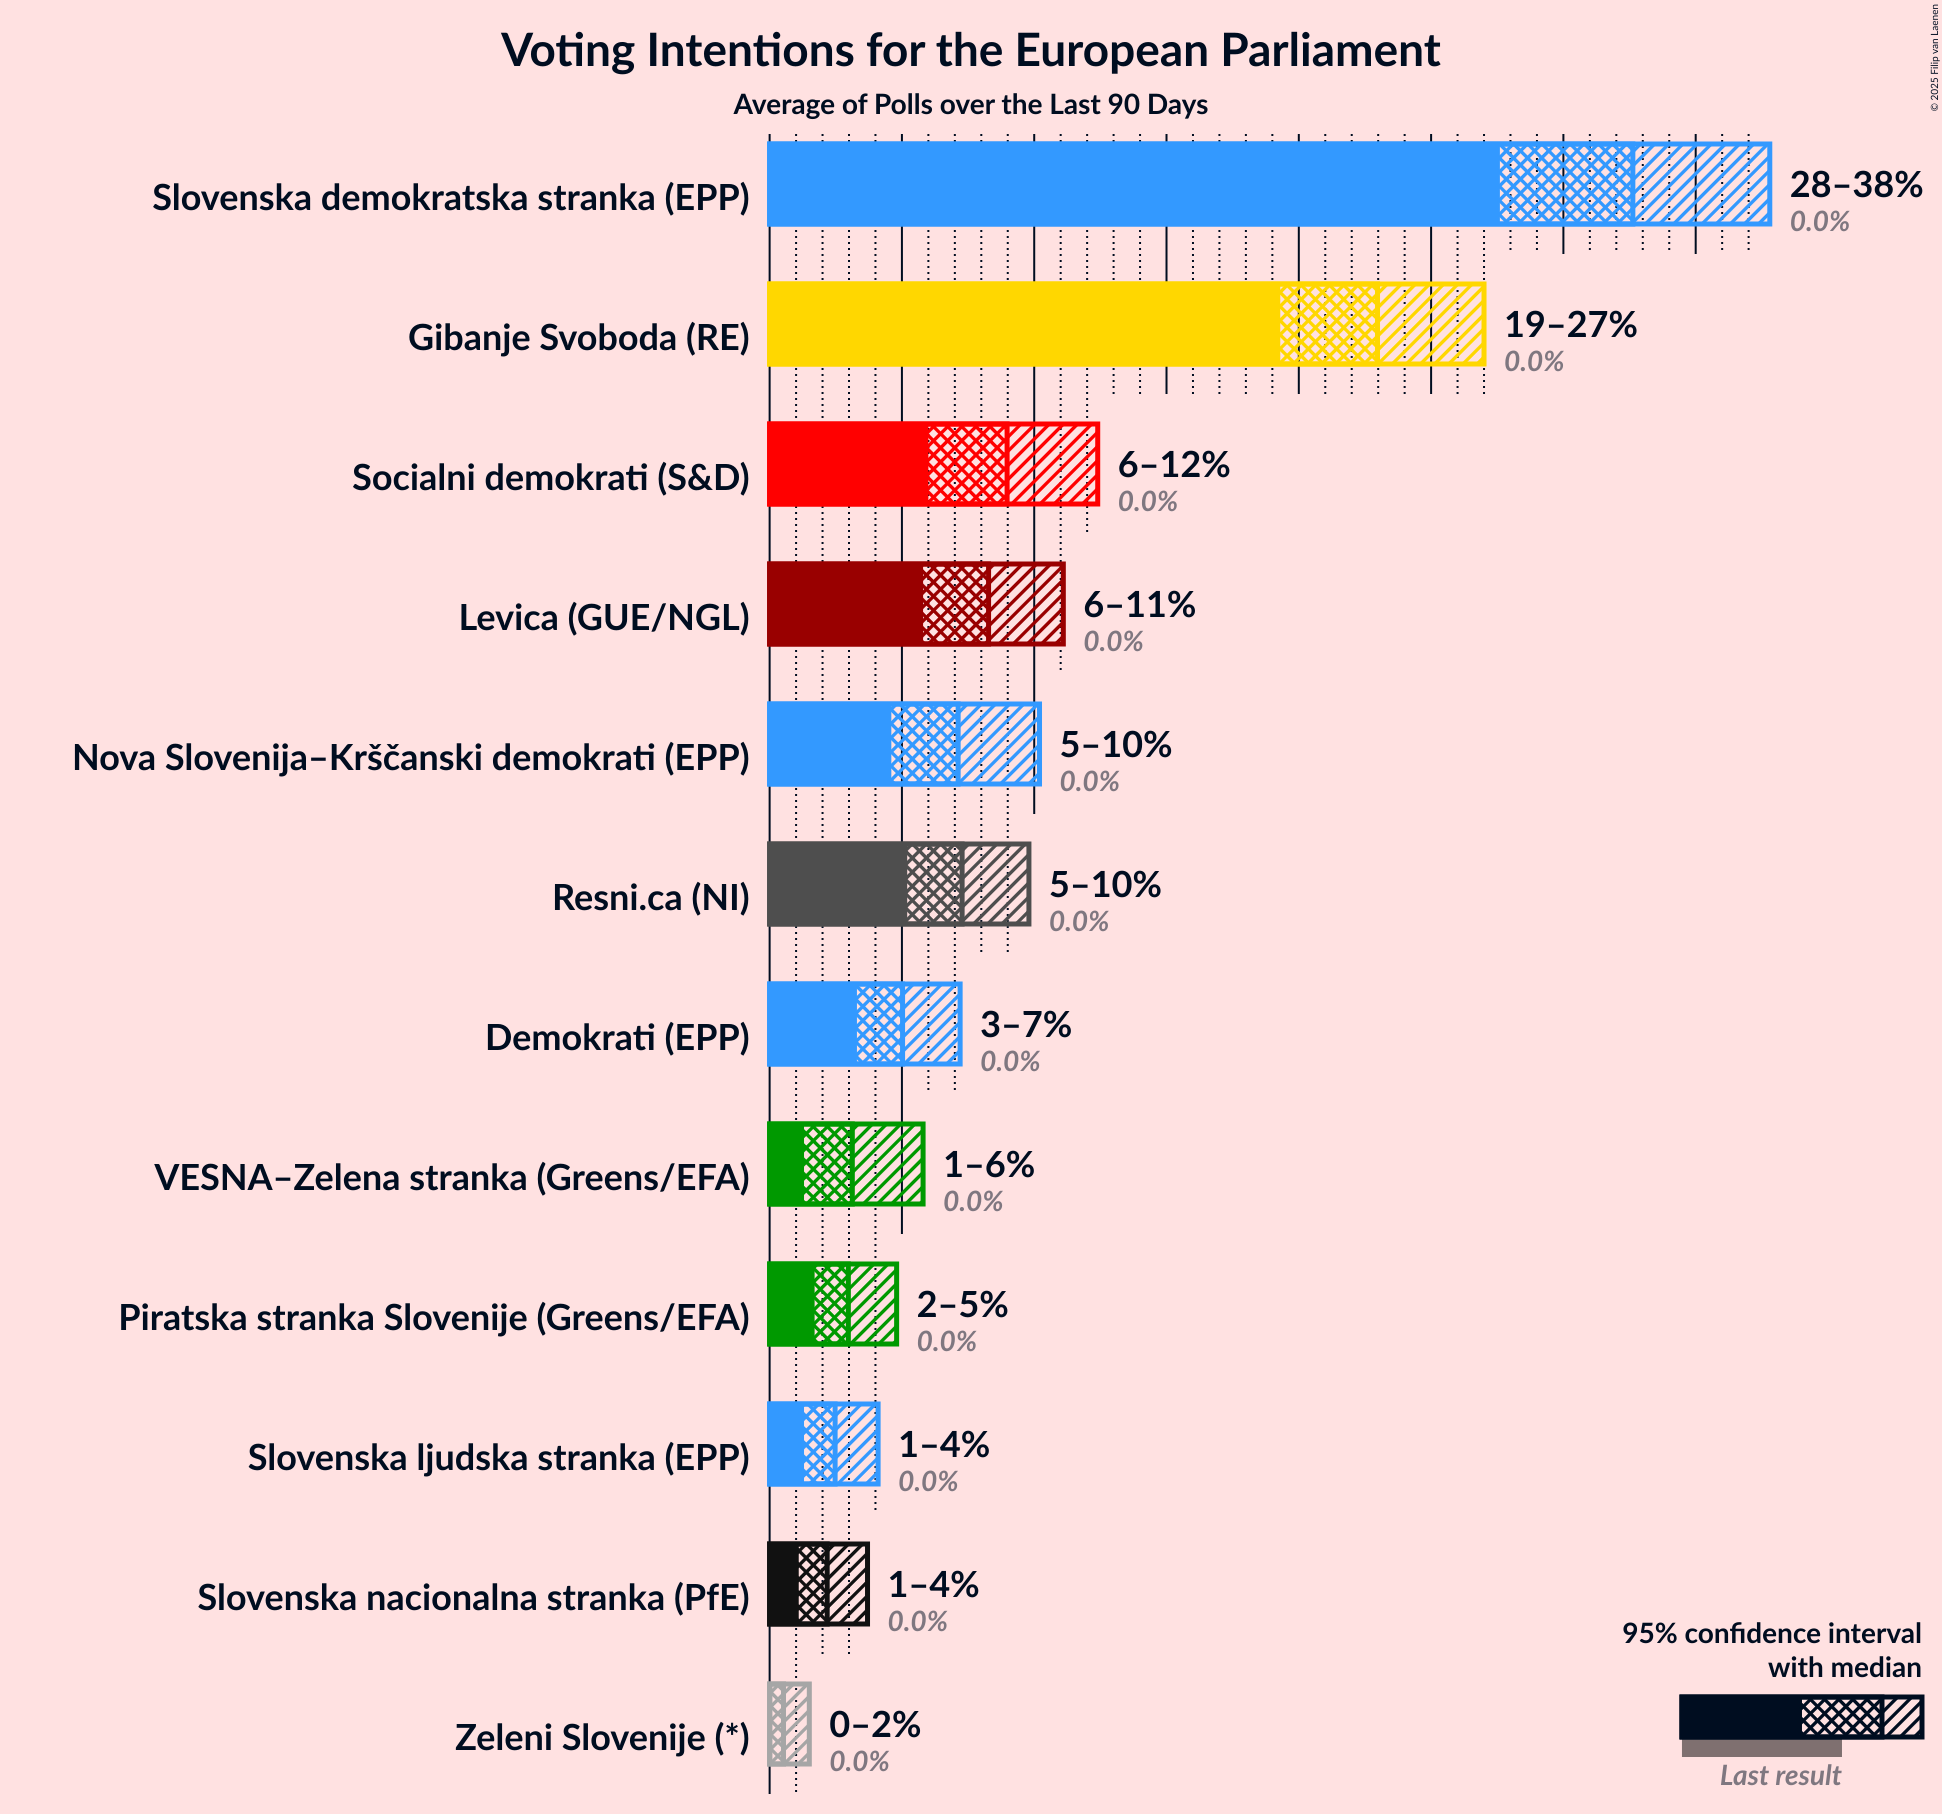 Voting Intentions for the European Parliament
Average of Polls over the Last 90 Days
© 2025 Filip van Laenen
Slovenska demokratska stranka (EPP)
28–38%
0.0%
Gibanje Svoboda (RE)
19–27%
0.0%
Socialni demokrati (S&D)
6–12%
0.0%
Levica (GUE/NGL)
6–11%
0.0%
Nova Slovenija–Krščanski demokrati (EPP)
5–10%
0.0%
Resni.ca (NI)
5–10%
0.0%
Demokrati (EPP)
3–7%
0.0%
VESNA–Zelena stranka (Greens/EFA)
1–6%
0.0%
Piratska stranka Slovenije (Greens/EFA)
2–5%
0.0%
Slovenska ljudska stranka (EPP)
1–4%
0.0%
Slovenska nacionalna stranka (PfE)
1–4%
0.0%
Zeleni Slovenije (*)
0–2%
0.0%
95% confidence interval
with median
Last result